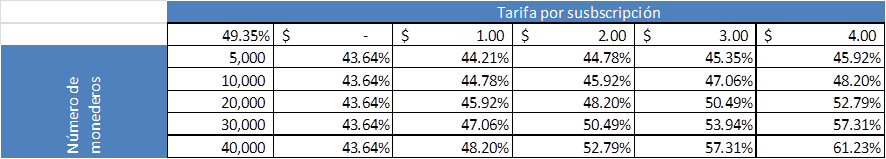 Tarifa por susbscripción
49.35% $ - $ 1.00 $ 2.00 $ 3.00 $ 4.00
Número de monederos
5,000 43.64% 44.21% 44.78% 45.35% 45.92%
10,000 43.64% 44.78% 45.92% 47.06% 48.20%
20,000 43.64% 45.92% 48.20% 50.49% 52.79%
30,000 43.64% 47.06% 50.49% 53.94% 57.31%
40,000 43.64% 48.20% 52.79% 57.31% 61.23%